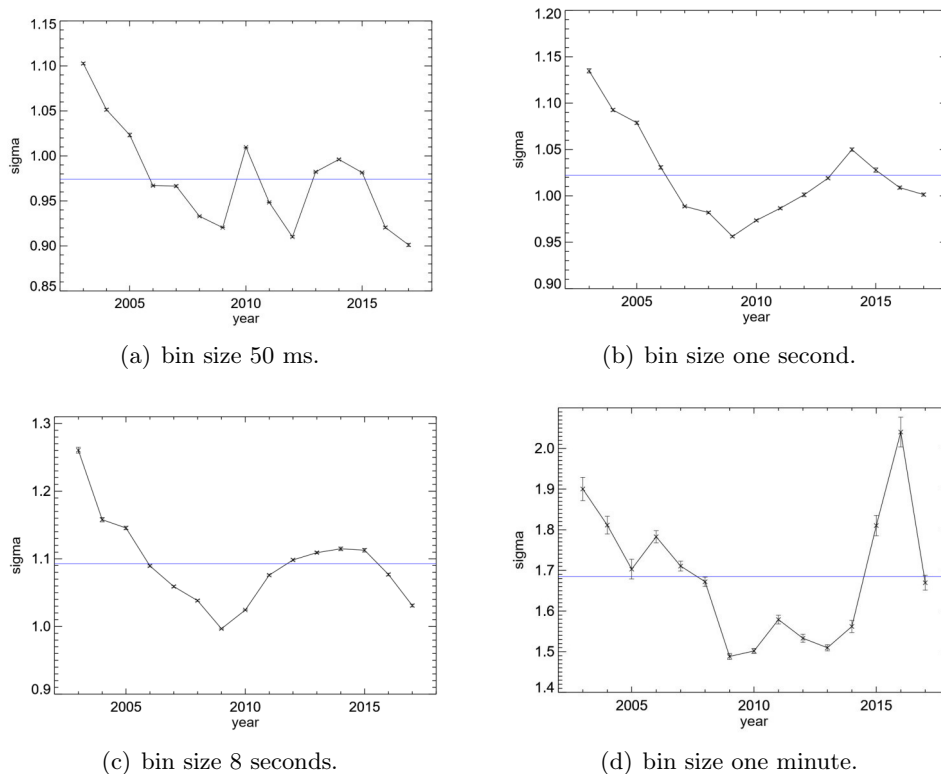 1.15
1.10
1.05
1.00
0.95
0.90
0.85
sigma
2005 2010 2015
year
(a) bin size 50 ms.
1.20
1.15
1.10
1.05
1.00
0.95
0.90
sigma
2005 2010 2015
year
(b) bin size one second.
1.3
1.2
1.1
1.0
0.9
sigma
2005 2010 2015
year
(c) bin size 8 seconds.
2.0
1.9
1.8
1.7
1.6
1.5
1.4
sigma
2005 2010 2015
year
(d) bin size one minute.